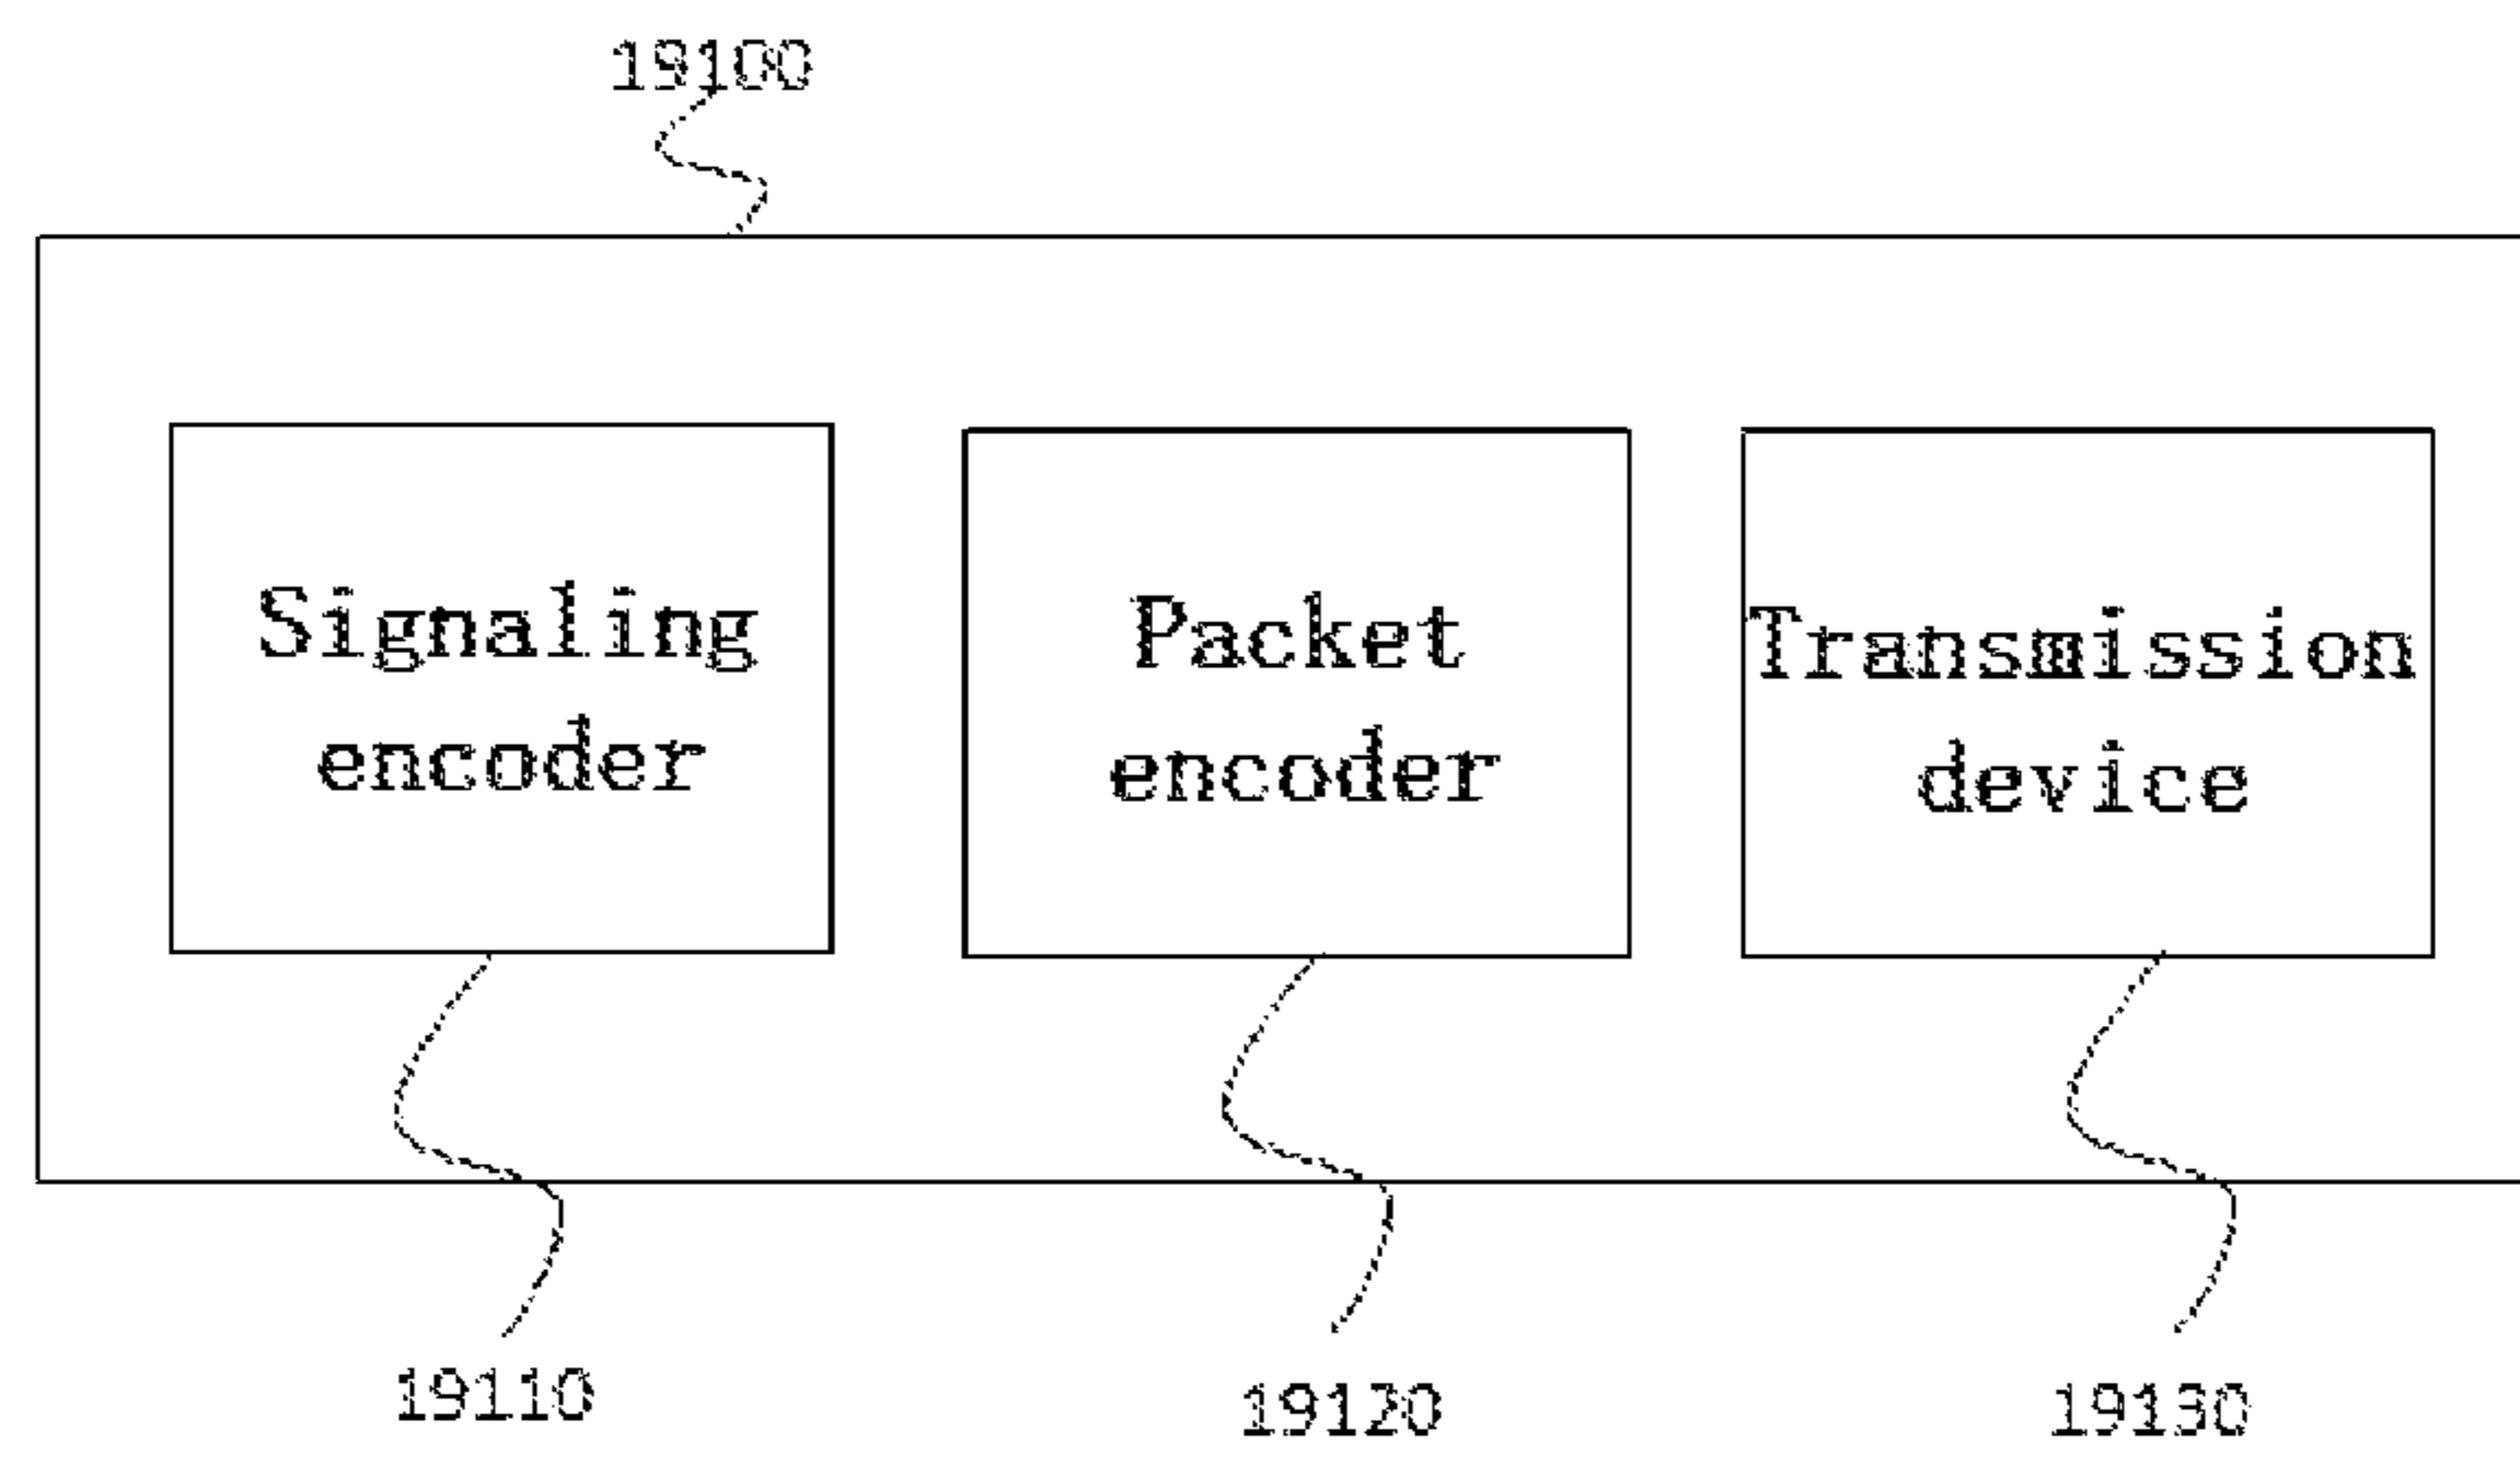 19100
Signaling
encoder
Packet
encoder
Transmission
device
19110
19120
19130